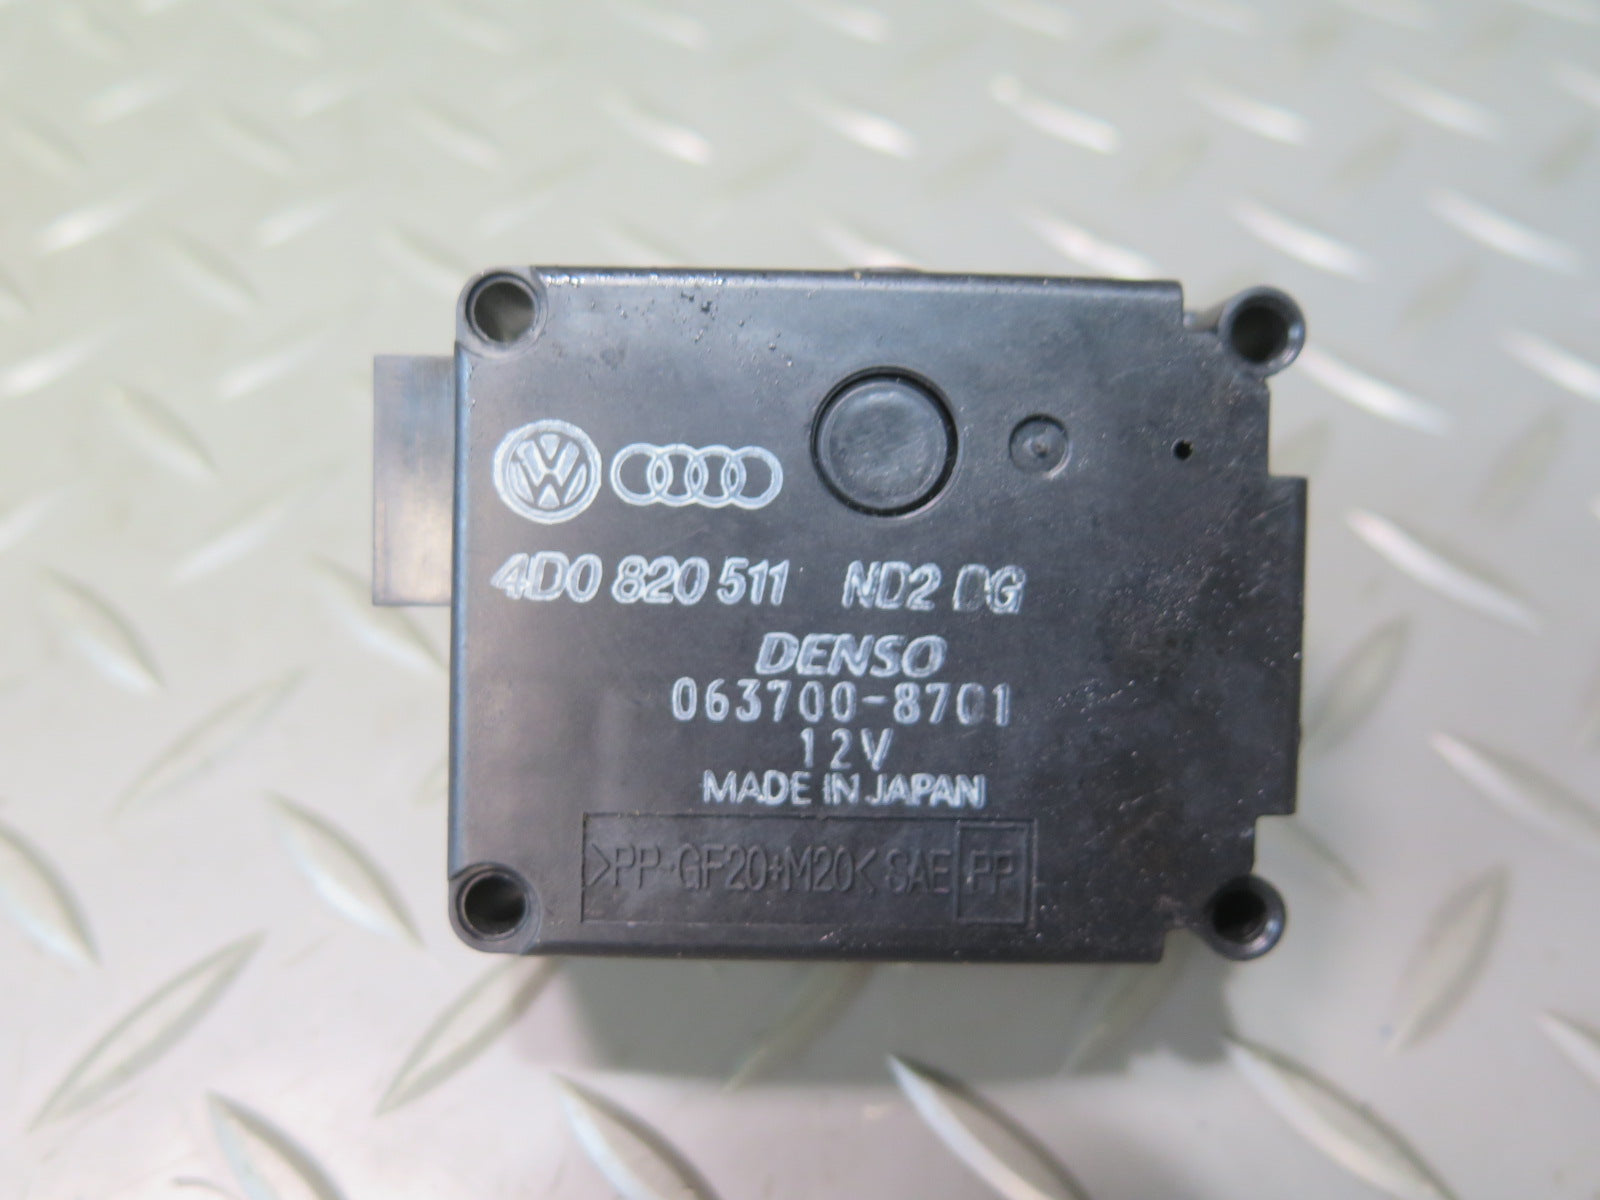 4D0 820 511 ND2 DG
DENSO
063700-8701
12V
MADE IN JAPAN
>PP-GF20+M20< SAE PP